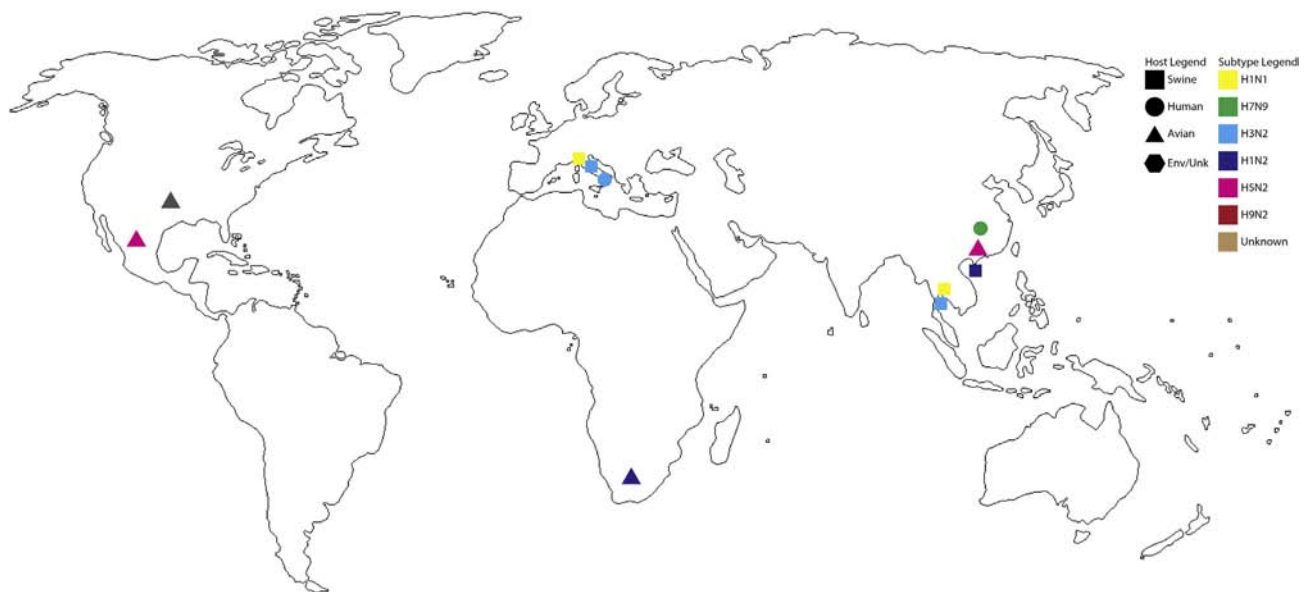 Host Legend
Swine
Human
Avian
Env/Unk
Subtype Legend
H1N1
H7N9
H3N2
H1N2
H5N2
H9N2
Unknown